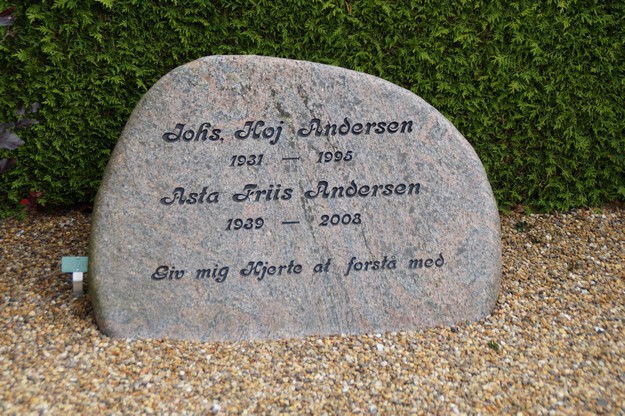 Johs. Høj Andersen
1931 — 1995
Asta Friis Andersen
1939 — 2008
Giv mig Hjerte at forstå med